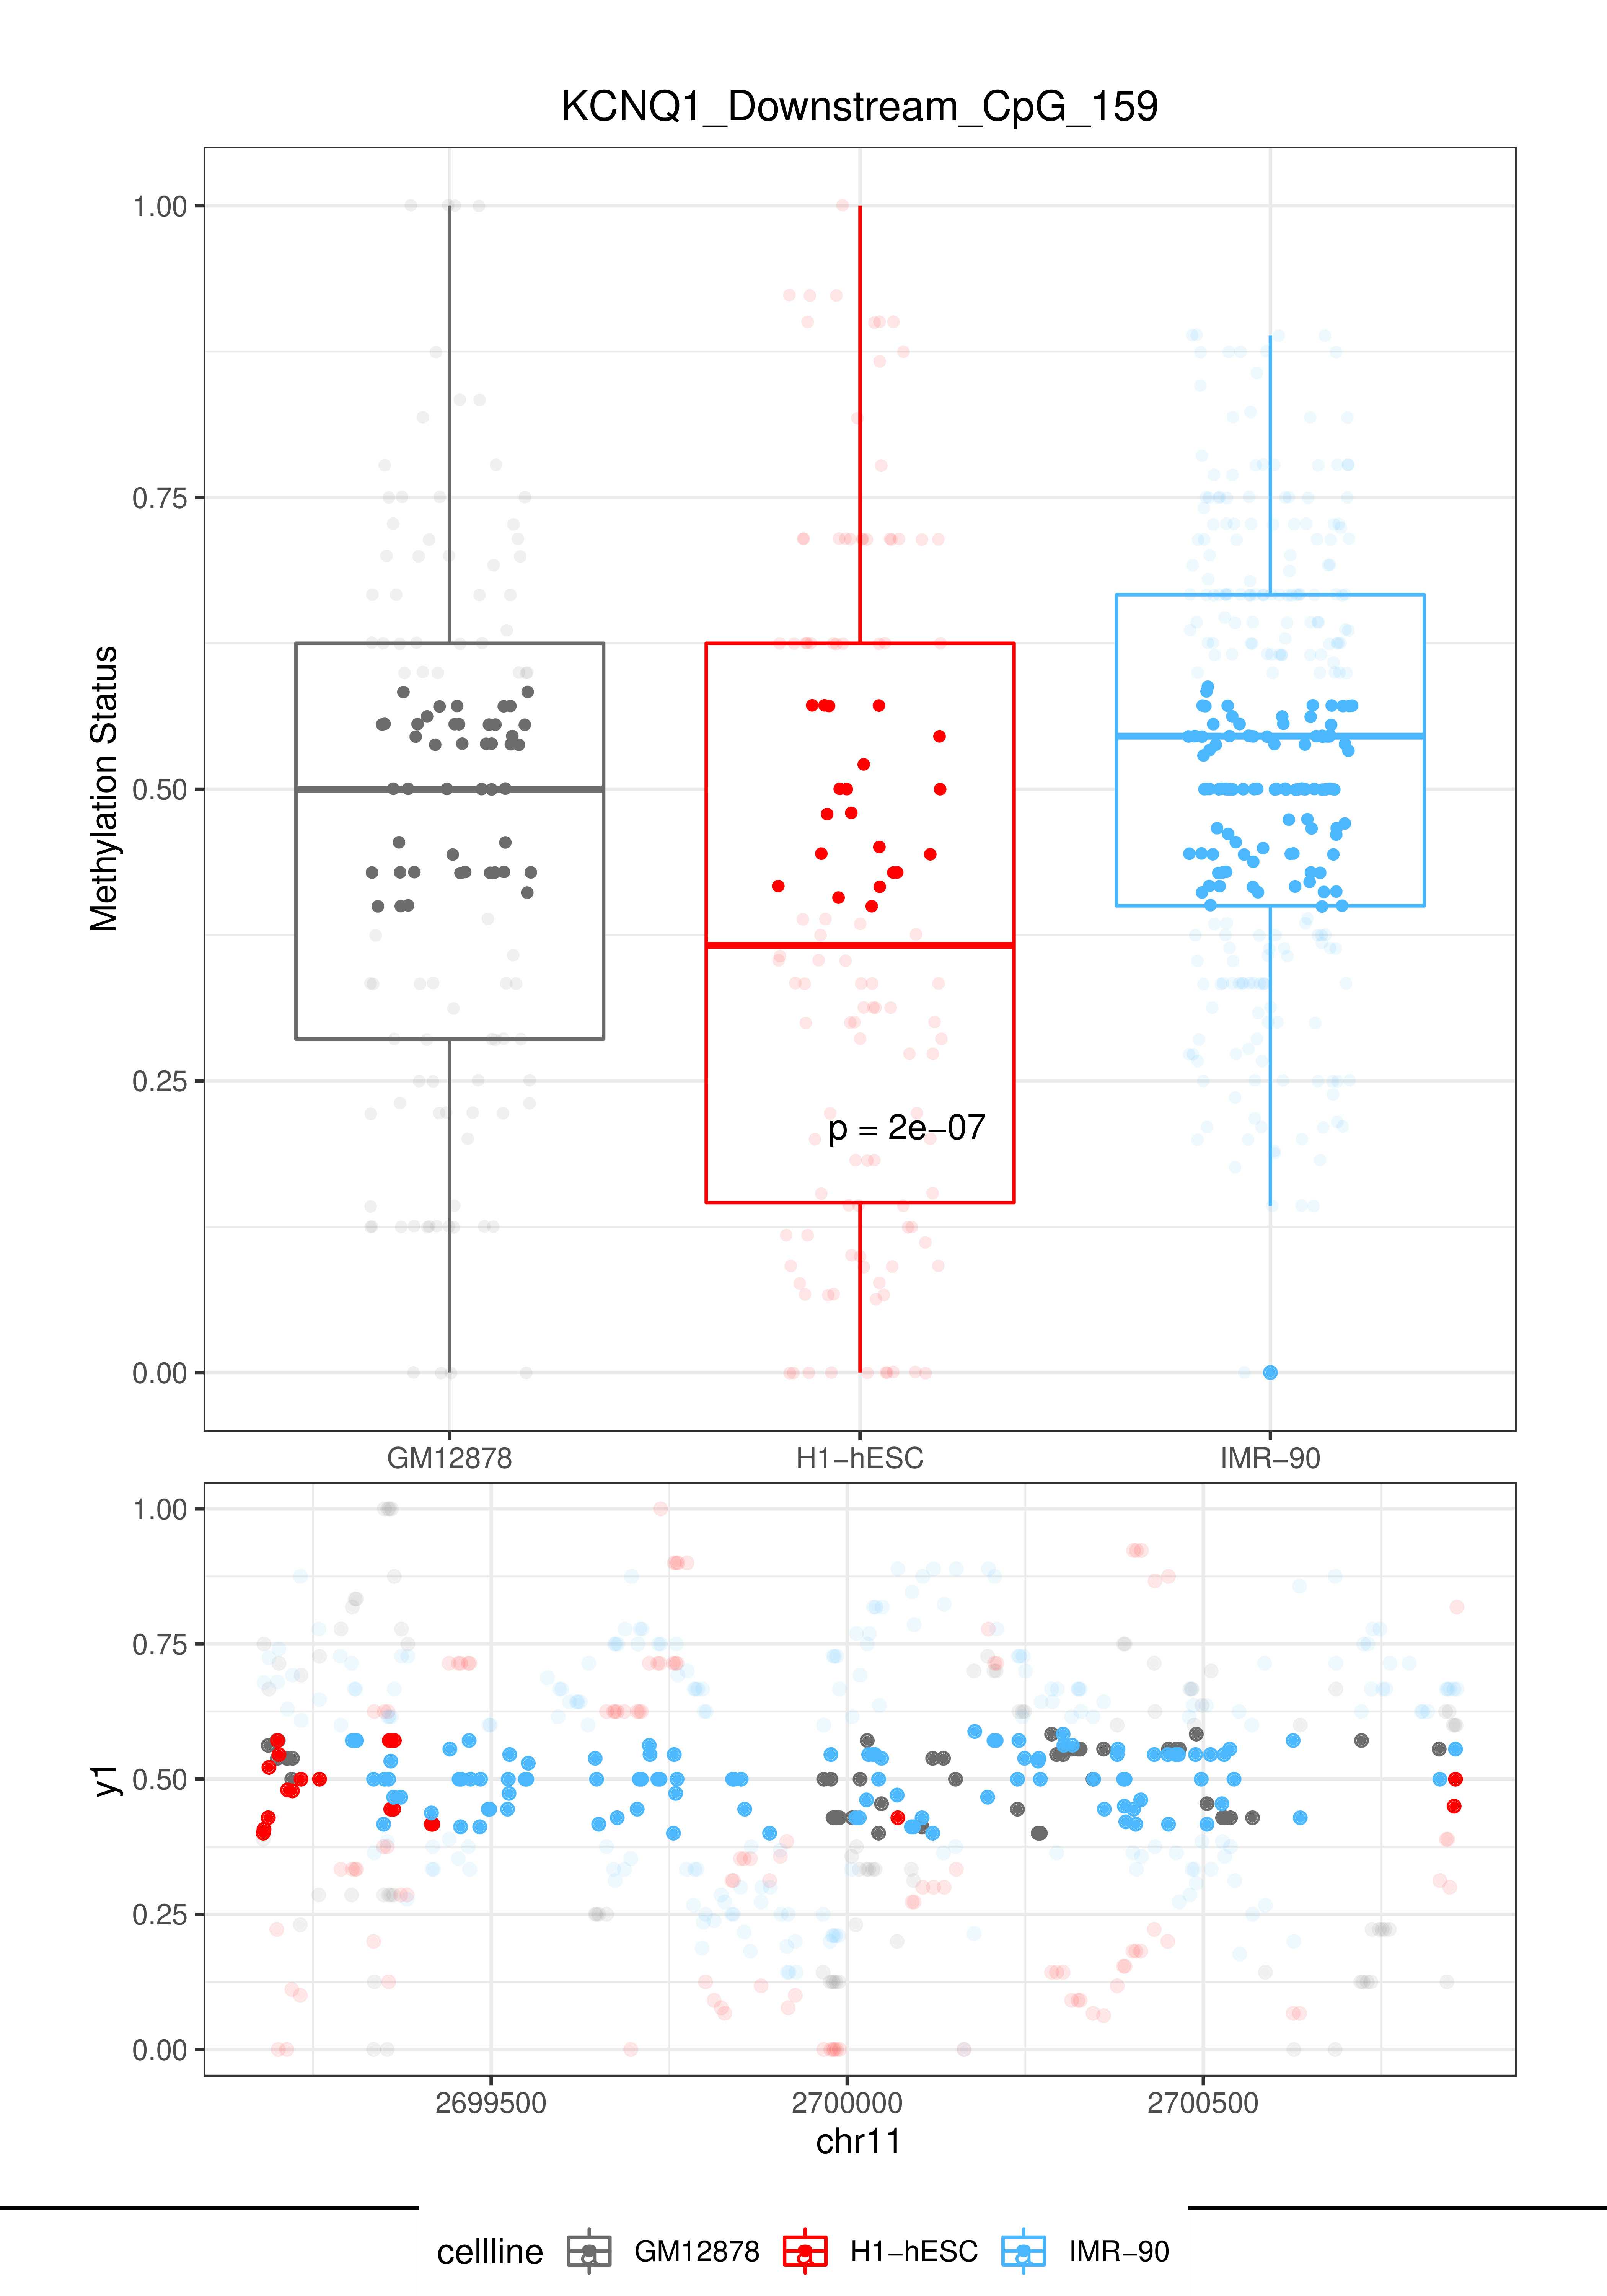 KCNQ1_Downstream_CpG_159
Methylation Status
1.00
0.75
0.50
0.25
0.00
p = 2e−07
GM12878 H1−hESC IMR−90
y1
1.00
0.75
0.50
0.25
0.00
2699500 2700000 2700500
chr11
cellline GM12878 H1−hESC IMR−90